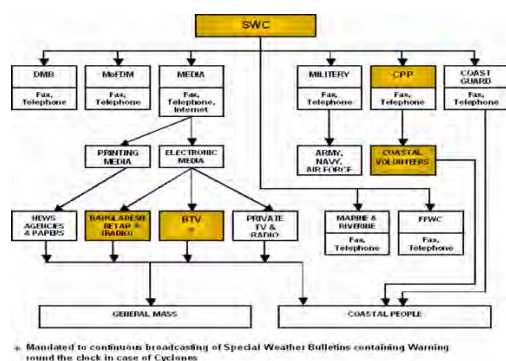 SWC
DMB
Fax,
Telephone
MoFDM
Fax,
Telephone
MEDIA
Fax,
Telephone,
Internet
MILITERY
Fax,
Telephone
CPP
Fax,
Telephone
COAST
GUARD
Fax,
Telephone
PRINTING
MEDIA
ELECTRONIC
MEDIA
ARMY,
NAVY,
AIR FORCE
COASTAL
VOLUNTEERS
NEWS
AGENCIES
& PAPERS
BANGLADESH
BETAR *
(RADIO)
BTV
*
PRIVATE
TV &
RADIO
MARINE &
RIVERINE
Fax,
Telephone
FFWC
Fax,
Telephone
GENERAL MASS
COASTAL PEOPLE
* Mandated to continuous broadcasting of Special Weather Bulletins containing Warning
round the clock in case of Cyclones